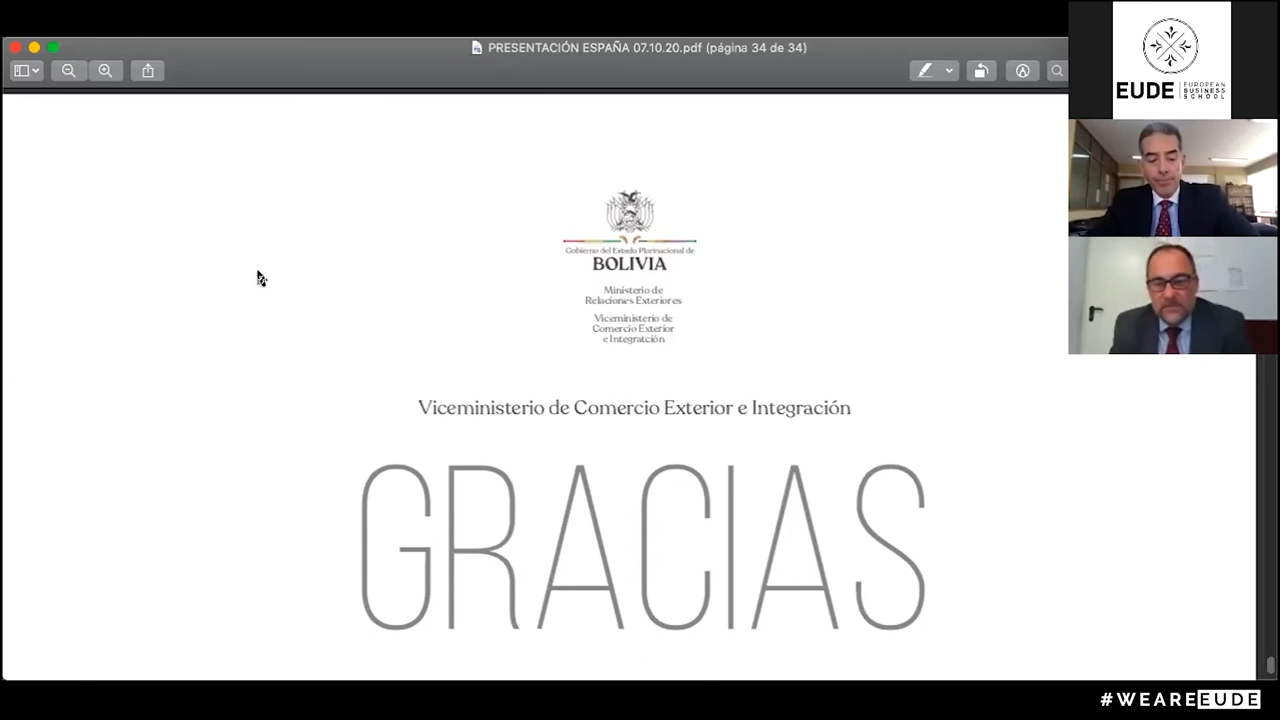 PRESENTACIÓN ESPAÑA 07.10.20.pdf (página 34 de 34)
EUDE
EUROPEAN
BUSINESS
SCHOOL
Gobierno del Estado Plurinacional de
BOLIVIA
Ministerio de
Relaciones Exteriores
Viceministerio de
Comercio Exterior
e Integratción
Viceministerio de Comercio Exterior e Integración
GRACIAS
#WEAREEUDE